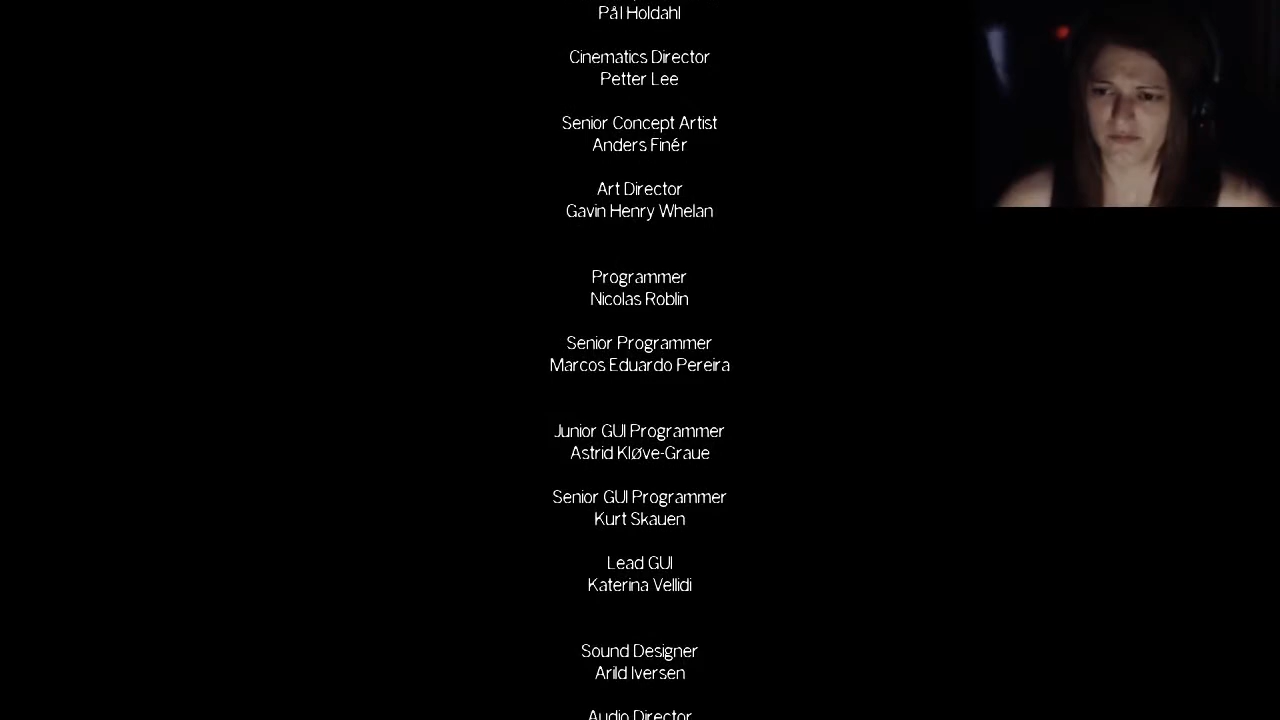 Pål Holdahl
Cinematics Director
Petter Lee
Senior Concept Artist
Anders Finér
Art Director
Gavin Henry Whelan
Programmer
Nicolas Roblin
Senior Programmer
Marcos Eduardo Pereira
Junior GUI Programmer
Astrid Kløve-Graue
Senior GUI Programmer
Kurt Skauen
Lead GUI
Katerina Vellidi
Sound Designer
Arild Iversen
Audio Director